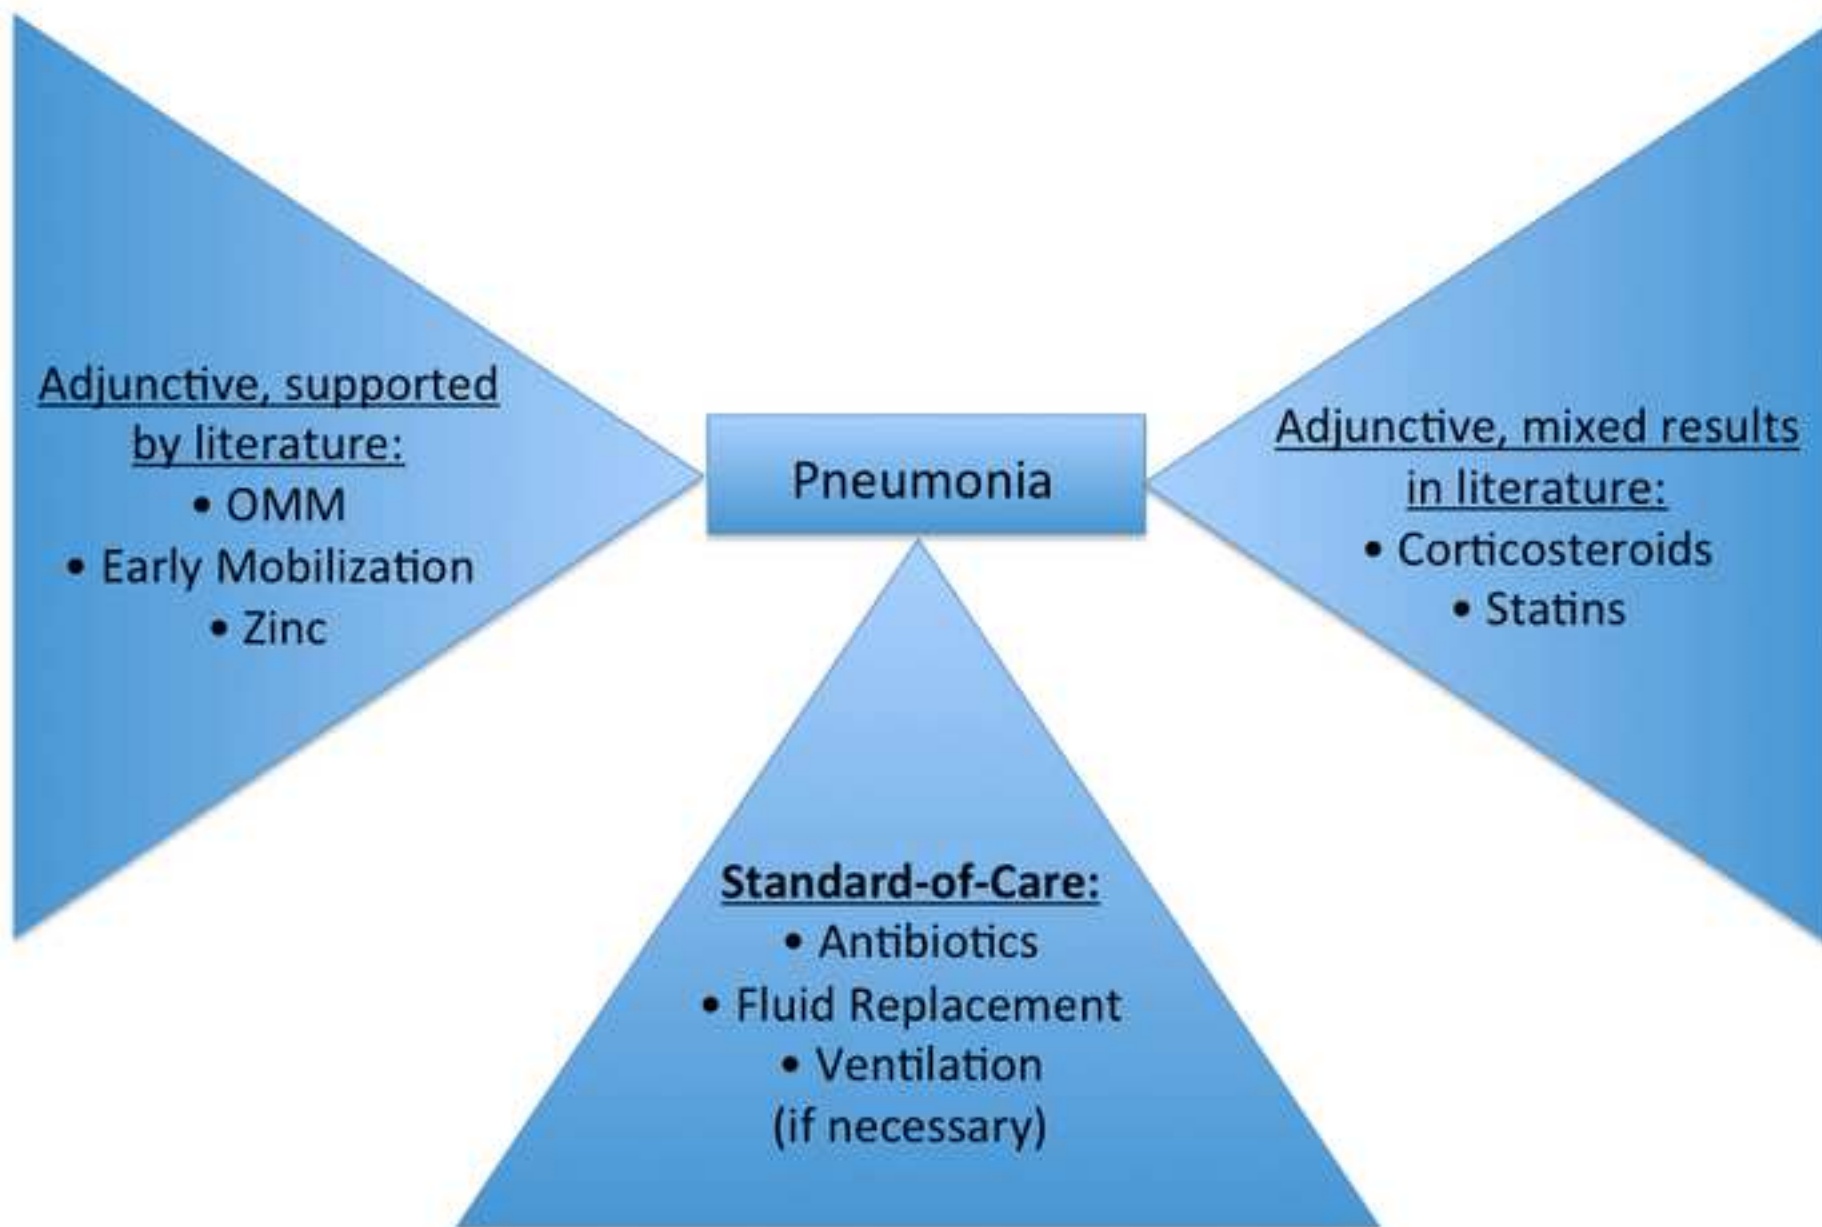 Adjunctive, supported
by literature:
• OMM
• Early Mobilization
• Zinc
Pneumonia
Adjunctive, mixed results
in literature:
• Corticosteroids
• Statins
Standard-of-Care:
• Antibiotics
• Fluid Replacement
• Ventilation
(if necessary)